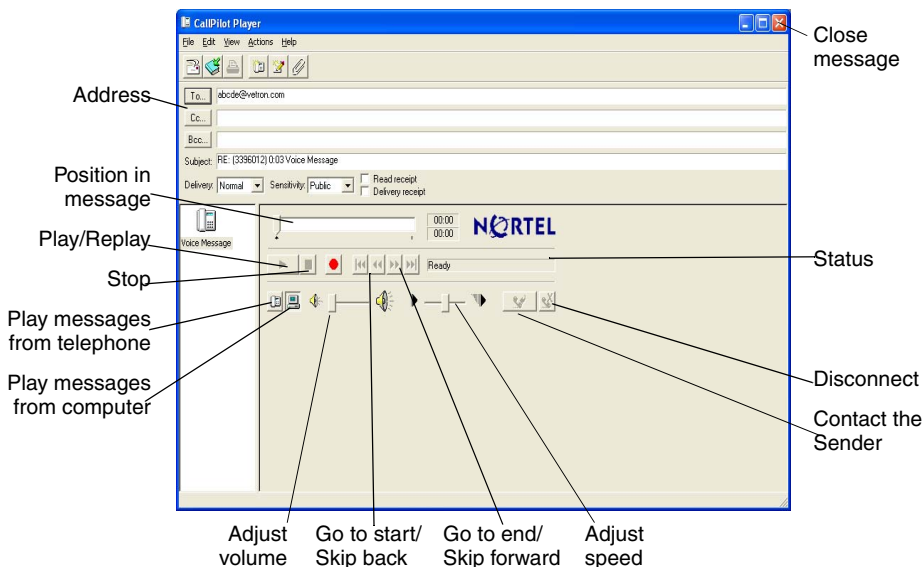 CallPilot Player
File Edit View Actions Help
Close
message
Address
To... abcde@vetron.com
Cc...
Bcc...
Subject: RE: (3396012) 0:03 Voice Message
Delivery: Normal Sensitivity: Public Read receipt
Delivery receipt
Position in
message
Voice Message
00:00
00:00
NORTEL
Play/Replay
Stop
Ready
Status
Play messages
from telephone
Play messages
from computer
Disconnect
Contact the
Sender
Adjust
volume
Go to start/
Skip back
Go to end/
Skip forward
Adjust
speed